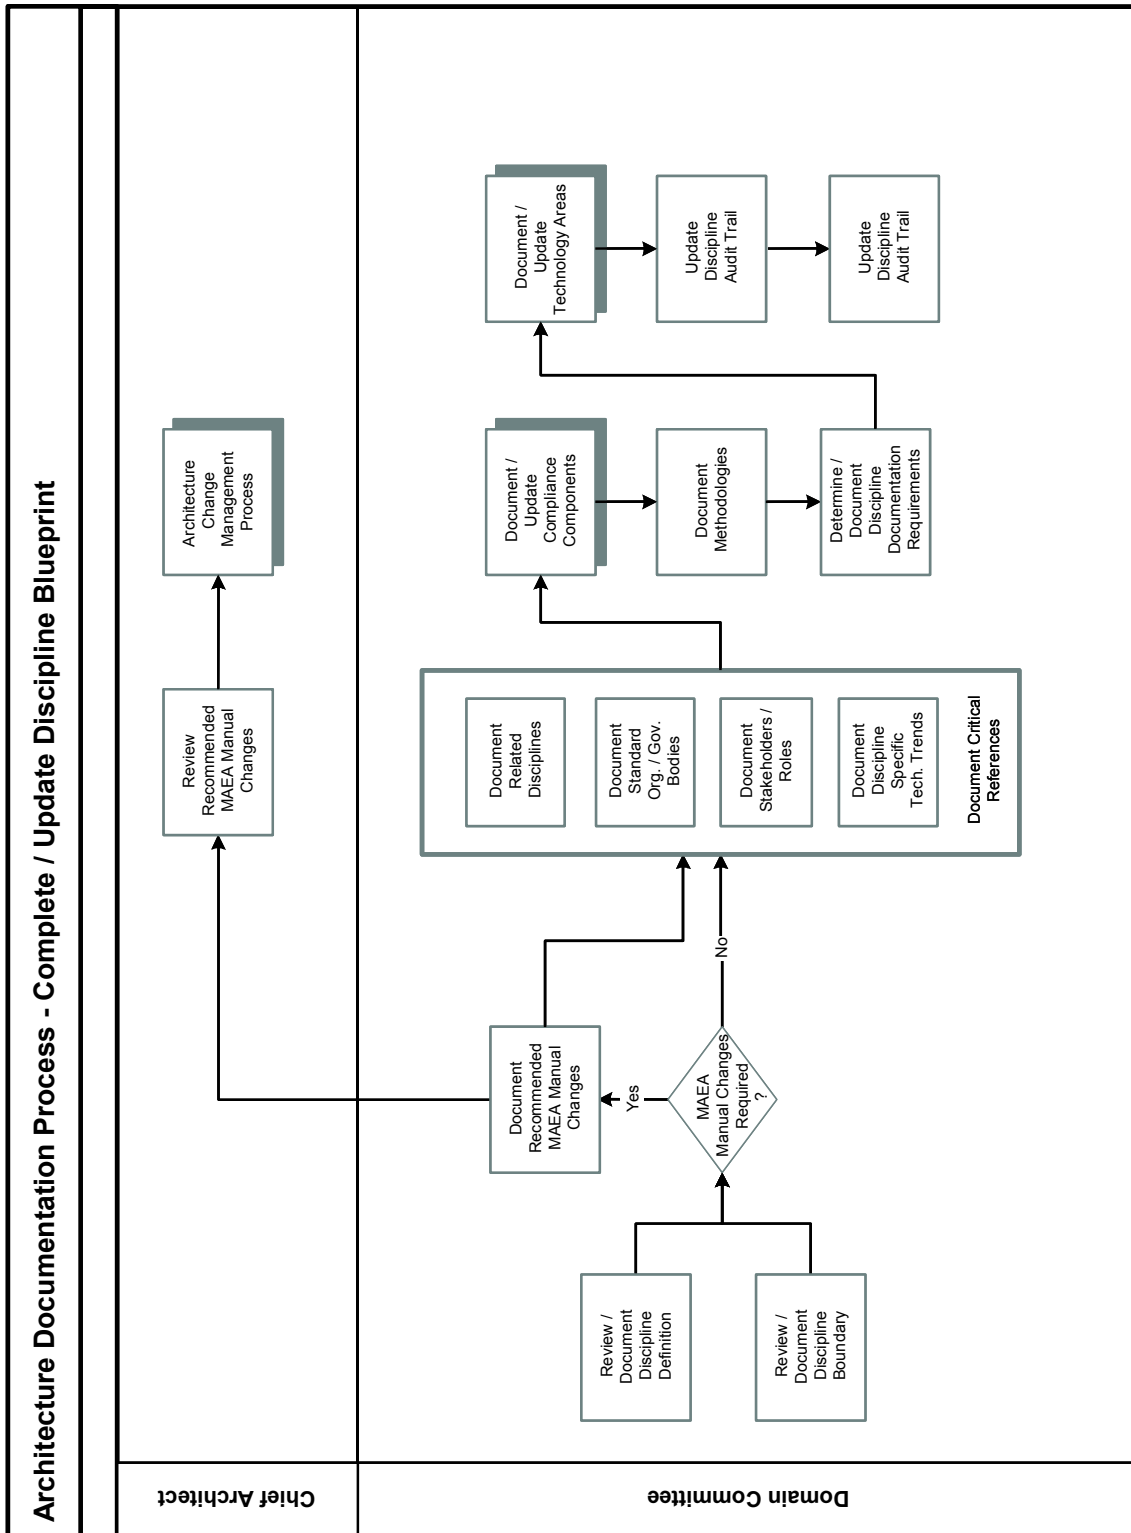 Architecture Documentation Process - Complete / Update Discipline Blueprint
Chief Architect
Review
Recommended
MAEA Manual
Changes
Architecture
Change
Management
Process
Domain Committee
Review /
Document
Discipline
Definition
Review /
Document
Discipline
Boundary
MAEA
Manual Changes
Required
?
Yes
No
Document
Recommended
MAEA Manual
Changes
Document
Related
Disciplines
Document
Standard
Org. / Gov.
Bodies
Document
Stakeholders /
Roles
Document
Discipline
Specific
Tech. Trends
Document Critical
References
Document /
Update
Compliance
Components
Document
Methodologies
Determine /
Document
Discipline
Documentation
Requirements
Document /
Update
Technology Areas
Update
Discipline
Audit Trail
Update
Discipline
Audit Trail